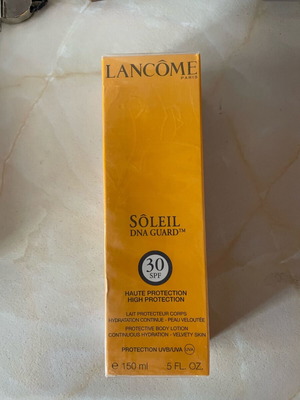 LANCÔME
PARIS
SÔLEIL
DNA GUARD™
30
SPF
HAUTE PROTECTION
HIGH PROTECTION
LAIT PROTECTEUR CORPS
HYDRATATION CONTINUE - PEAU VELOUTÉE
PROTECTIVE BODY LOTION
CONTINUOUS HYDRATION - VELVETY SKIN
PROTECTION UVB/UVA UVA
℮ 150 ml 5 FL. OZ.